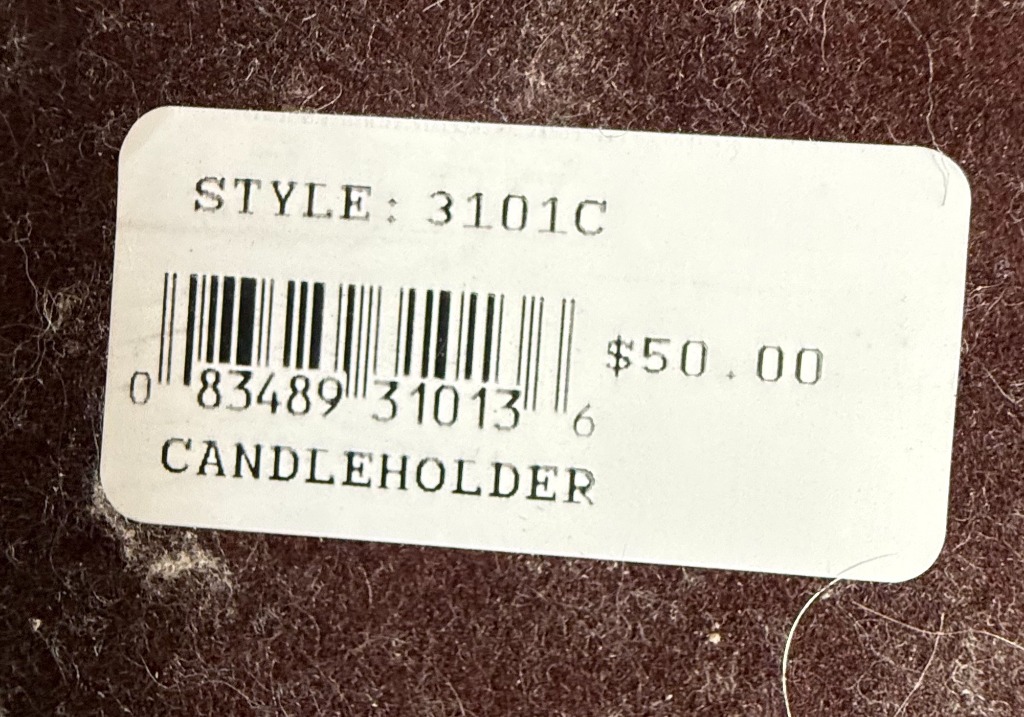 STYLE: 3101C
$50.00
0 83489 31013 6
CANDLEHOLDER